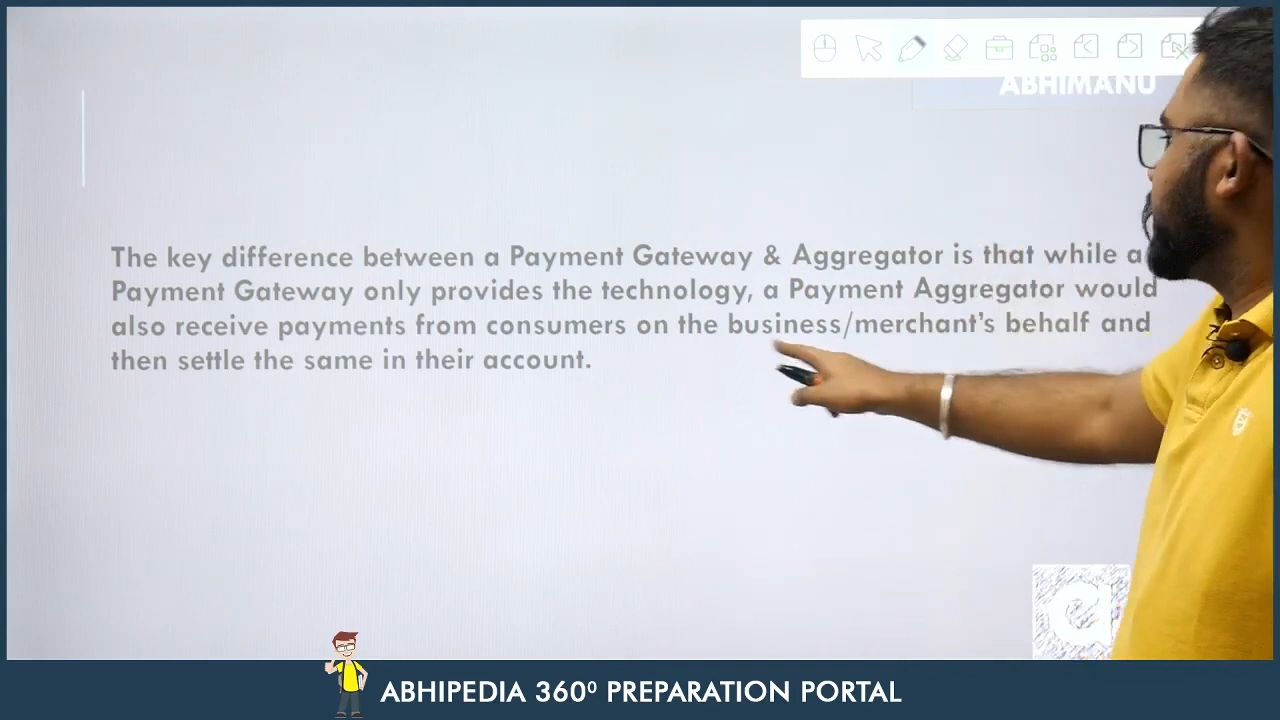 ABHIMANU
The key difference between a Payment Gateway & Aggregator is that while a
Payment Gateway only provides the technology, a Payment Aggregator would
also receive payments from consumers on the business/merchant's behalf and
then settle the same in their account.
a
ABHIPEDIA 360⁰ PREPARATION PORTAL